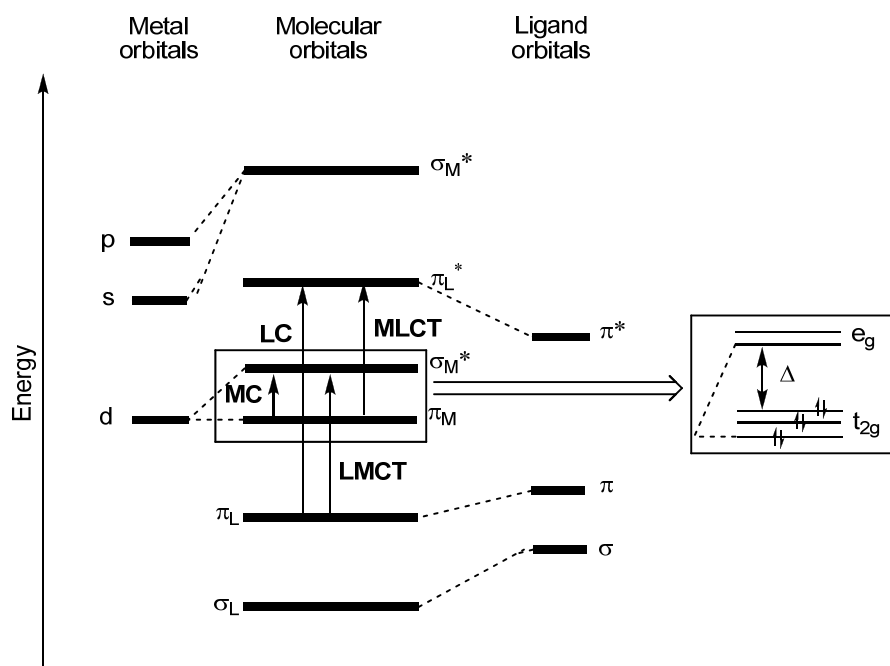 Metal
orbitals
Molecular
orbitals
Ligand
orbitals
Energy
σM*
p
πL*
s
LC
MLCT
π*
eg
σM*
Δ
MC
d
πM
t2g
LMCT
π
πL
σ
σL